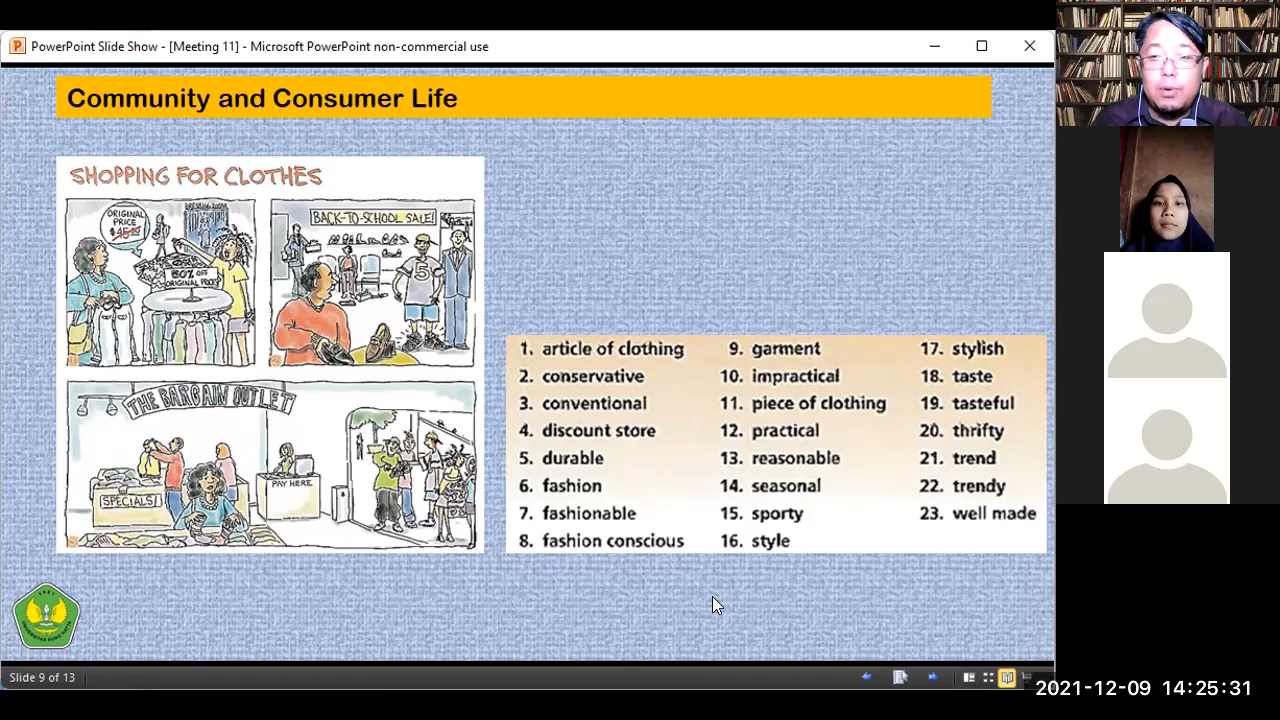 PowerPoint Slide Show - [Meeting 11] - Microsoft PowerPoint non-commercial use
Community and Consumer Life
SHOPPING FOR CLOTHES
ORIGINAL
PRICE
DRESSING ROOM
50% OFF
ORIGINAL PRICE
BACK-TO-SCHOOL SALE!
5
THE BARGAIN OUTLET
SPECIALS
PAY HERE
1. article of clothing
2. conservative
3. conventional
4. discount store
5. durable
6. fashion
7. fashionable
8. fashion conscious
9. garment
10. impractical
11. piece of clothing
12. practical
13. reasonable
14. seasonal
15. sporty
16. style
17. stylish
18. taste
19. tasteful
20. thrifty
21. trend
22. trendy
23. well made
UNIVERSITAS BUNG HATTA
Slide 9 of 13
2021-12-09 14:25:31